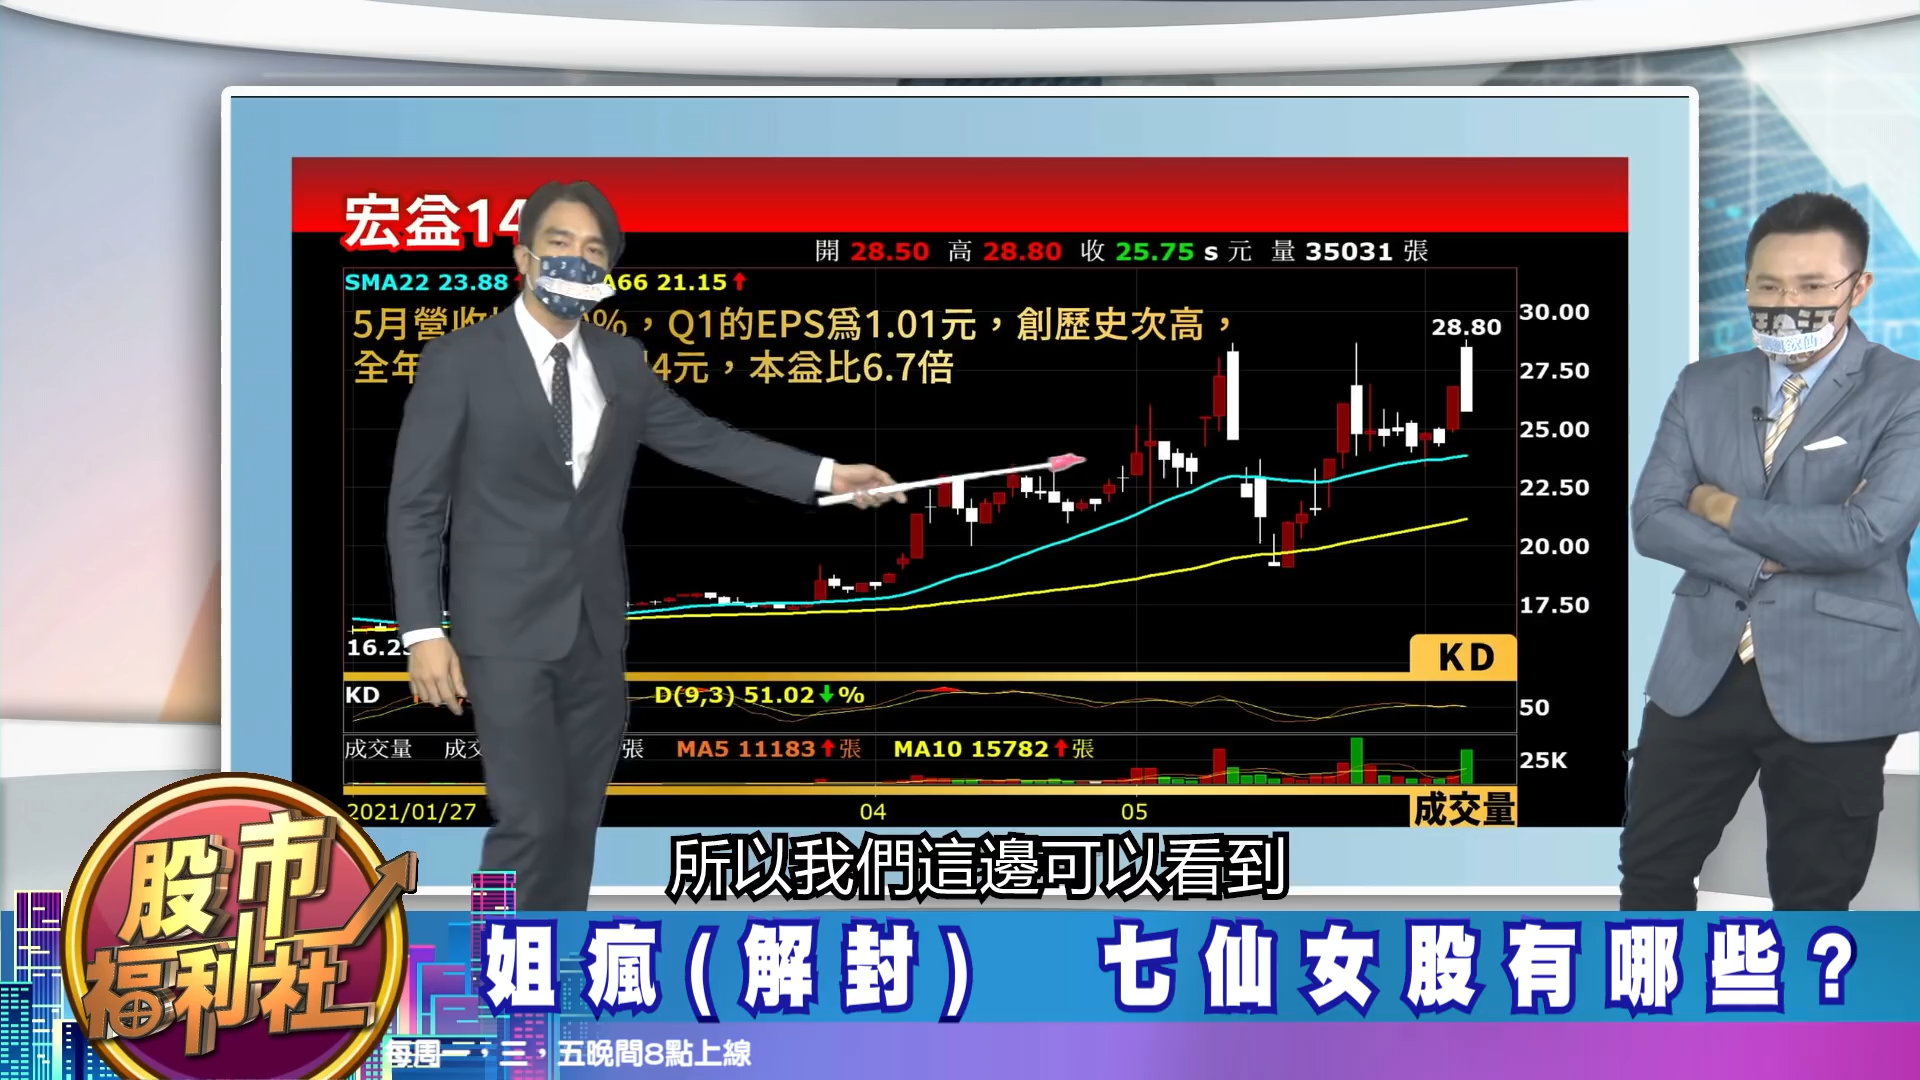 宏益14
開 28.50 高 28.80 收 25.75 s 元 量 35031 張
SMA22 23.88 A66 21.15
5月營收 %，Q1的EPS爲1.01元，創歷史次高，
全年 4元，本益比6.7倍
28.80
30.00
27.50
25.00
22.50
20.00
17.50
16.25
KD
KD D(9,3) 51.02 %
50
成交量 成交 張 MA5 11183 張 MA10 15782 張
25K
2021/01/27 04 05
成交量
所以我們這邊可以看到
股市
福利社
姐瘋(解封) 七仙女股有哪些?
每周一，三，五晚間8點上線